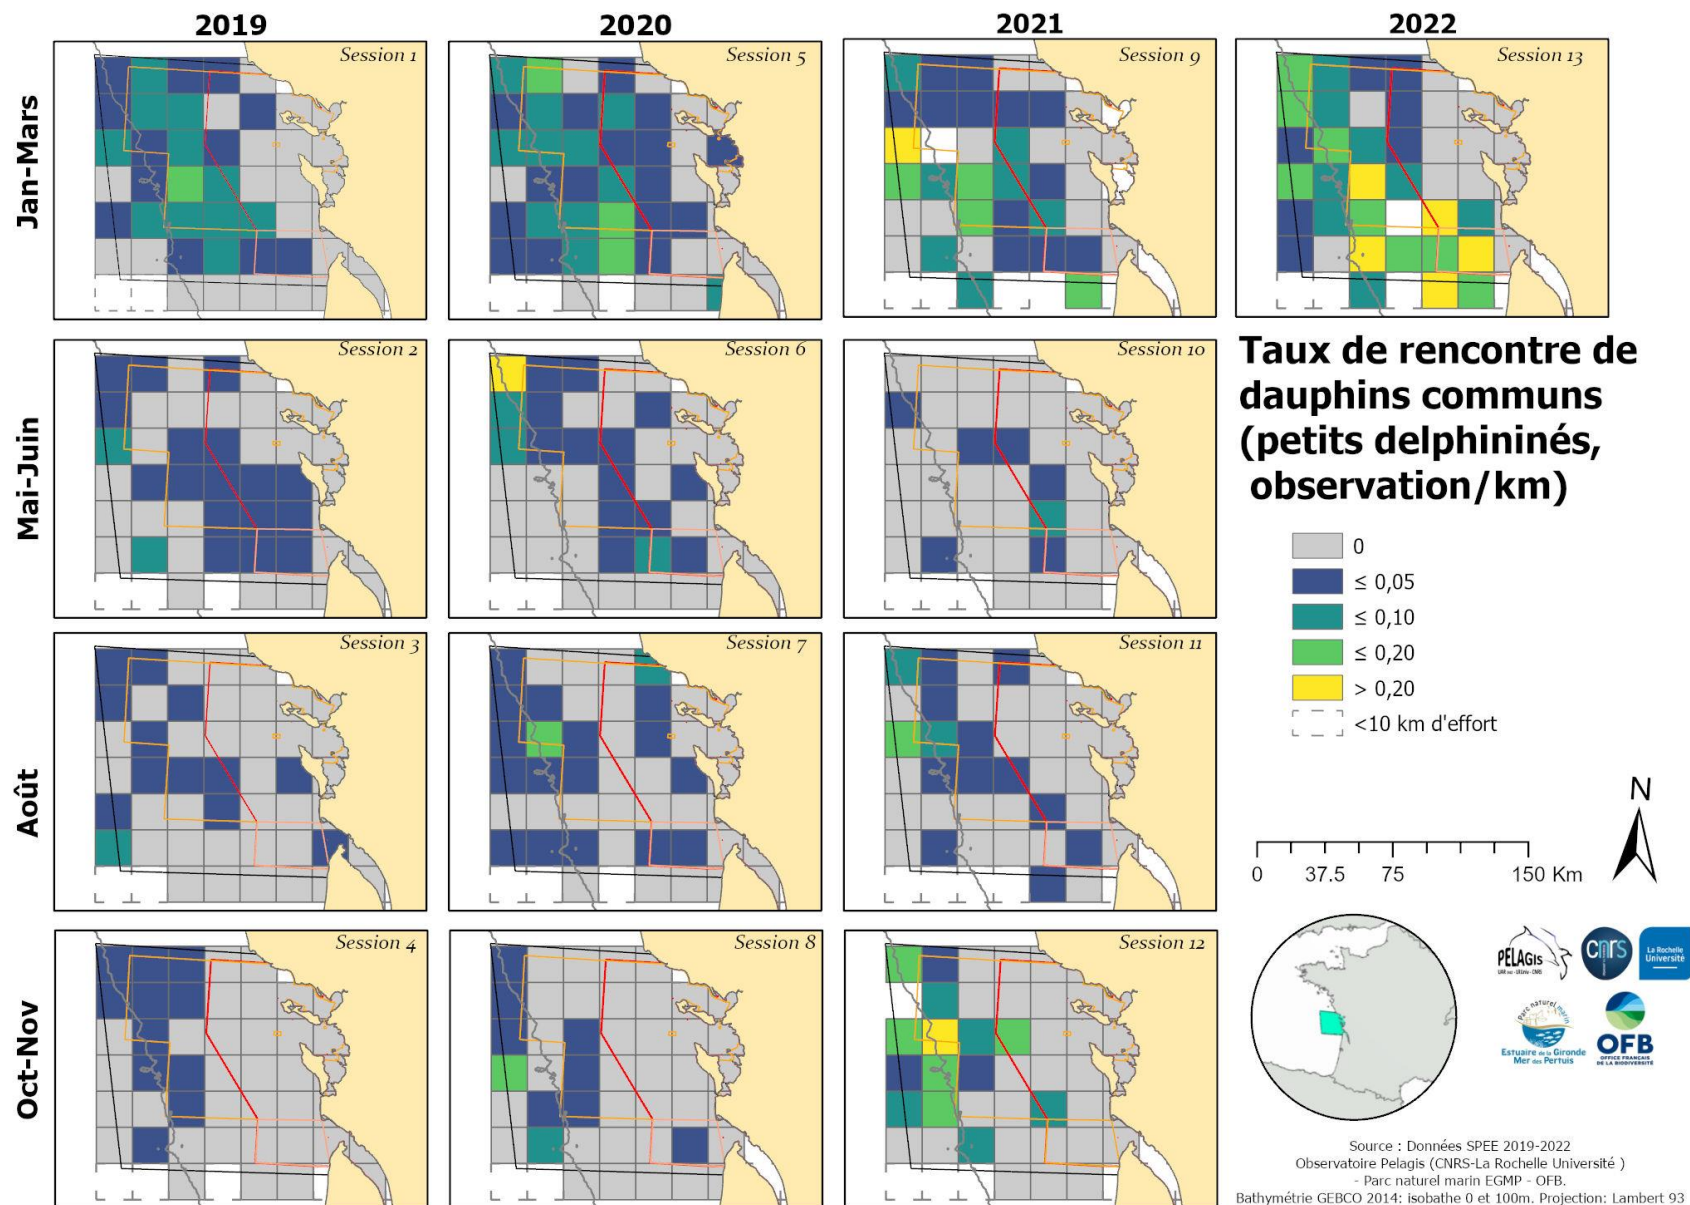 2019
2020
2021
2022
Jan-Mars
Session 1
Session 5
Session 9
Session 13
Mai-Juin
Session 2
Session 6
Session 10
Taux de rencontre de
dauphins communs
(petits delphininés,
observation/km)
0
≤ 0,05
≤ 0,10
≤ 0,20
> 0,20
<10 km d'effort
Août
Session 3
Session 7
Session 11
N
0 37.5 75 150 Km
Oct-Nov
Session 4
Session 8
Session 12
PELAGIS
cnrs
La Rochelle
Université
Parc naturel marin
Estuaire de la Gironde
Mer des Pertuis
OFB
OFFICE FRANÇAIS
DE LA BIODIVERSITÉ
Source : Données SPEE 2019-2022
Observatoire Pelagis (CNRS-La Rochelle Université )
- Parc naturel marin EGMP - OFB.
Bathymétrie GEBCO 2014: isobathe 0 et 100m. Projection: Lambert 93